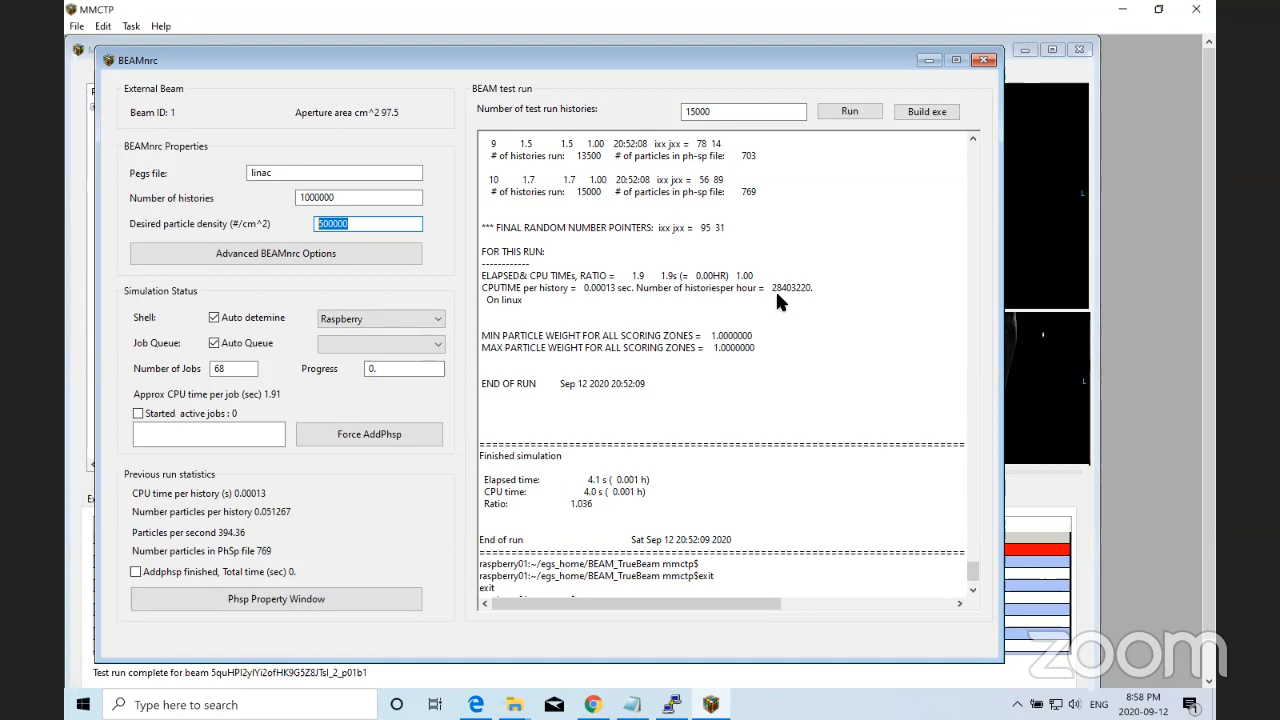 MMCTP
File Edit Task Help
BEAMnrc
External Beam
Beam ID: 1 Aperture area cm^2 97.5
BEAMnrc Properties
Pegs file: linac
Number of histories 1000000
Desired particle density (#/cm^2) 500000
Advanced BEAMnrc Options
Simulation Status
Shell: Auto detemine Raspberry
Job Queue: Auto Queue
Number of Jobs 68 Progress 0.
Approx CPU time per job (sec) 1.91
Started active jobs : 0
Force AddPhsp
Previous run statistics
CPU time per history (s) 0.00013
Number particles per history 0.051267
Particles per second 394.36
Number particles in PhSp file 769
Addphsp finished, Total time (sec) 0.
Phsp Property Window
BEAM test run
Number of test run histories: 15000 Run Build exe
9 1.5 1.5 1.00 20:52:08 ixx jxx = 78 14
# of histories run: 13500 # of particles in ph-sp file: 703
10 1.7 1.7 1.00 20:52:08 ixx jxx = 56 89
# of histories run: 15000 # of particles in ph-sp file: 769
*** FINAL RANDOM NUMBER POINTERS: ixx jxx = 95 31
FOR THIS RUN:
------------
ELAPSED& CPU TIMEs, RATIO = 1.9 1.9s (= 0.00HR) 1.00
CPUTIME per history = 0.00013 sec. Number of historiesper hour = 28403220.
On linux
MIN PARTICLE WEIGHT FOR ALL SCORING ZONES = 1.0000000
MAX PARTICLE WEIGHT FOR ALL SCORING ZONES = 1.0000000
END OF RUN Sep 12 2020 20:52:09
Finished simulation
Elapsed time: 4.1 s ( 0.001 h)
CPU time: 4.0 s ( 0.001 h)
Ratio: 1.036
End of run Sat Sep 12 20:52:09 2020
raspberry01:~/egs_home/BEAM_TrueBeam mmctp$
raspberry01:~/egs_home/BEAM_TrueBeam mmctp$exit
exit
L
L
zoom
Type here to search
ENG
8:58 PM
2020-09-12